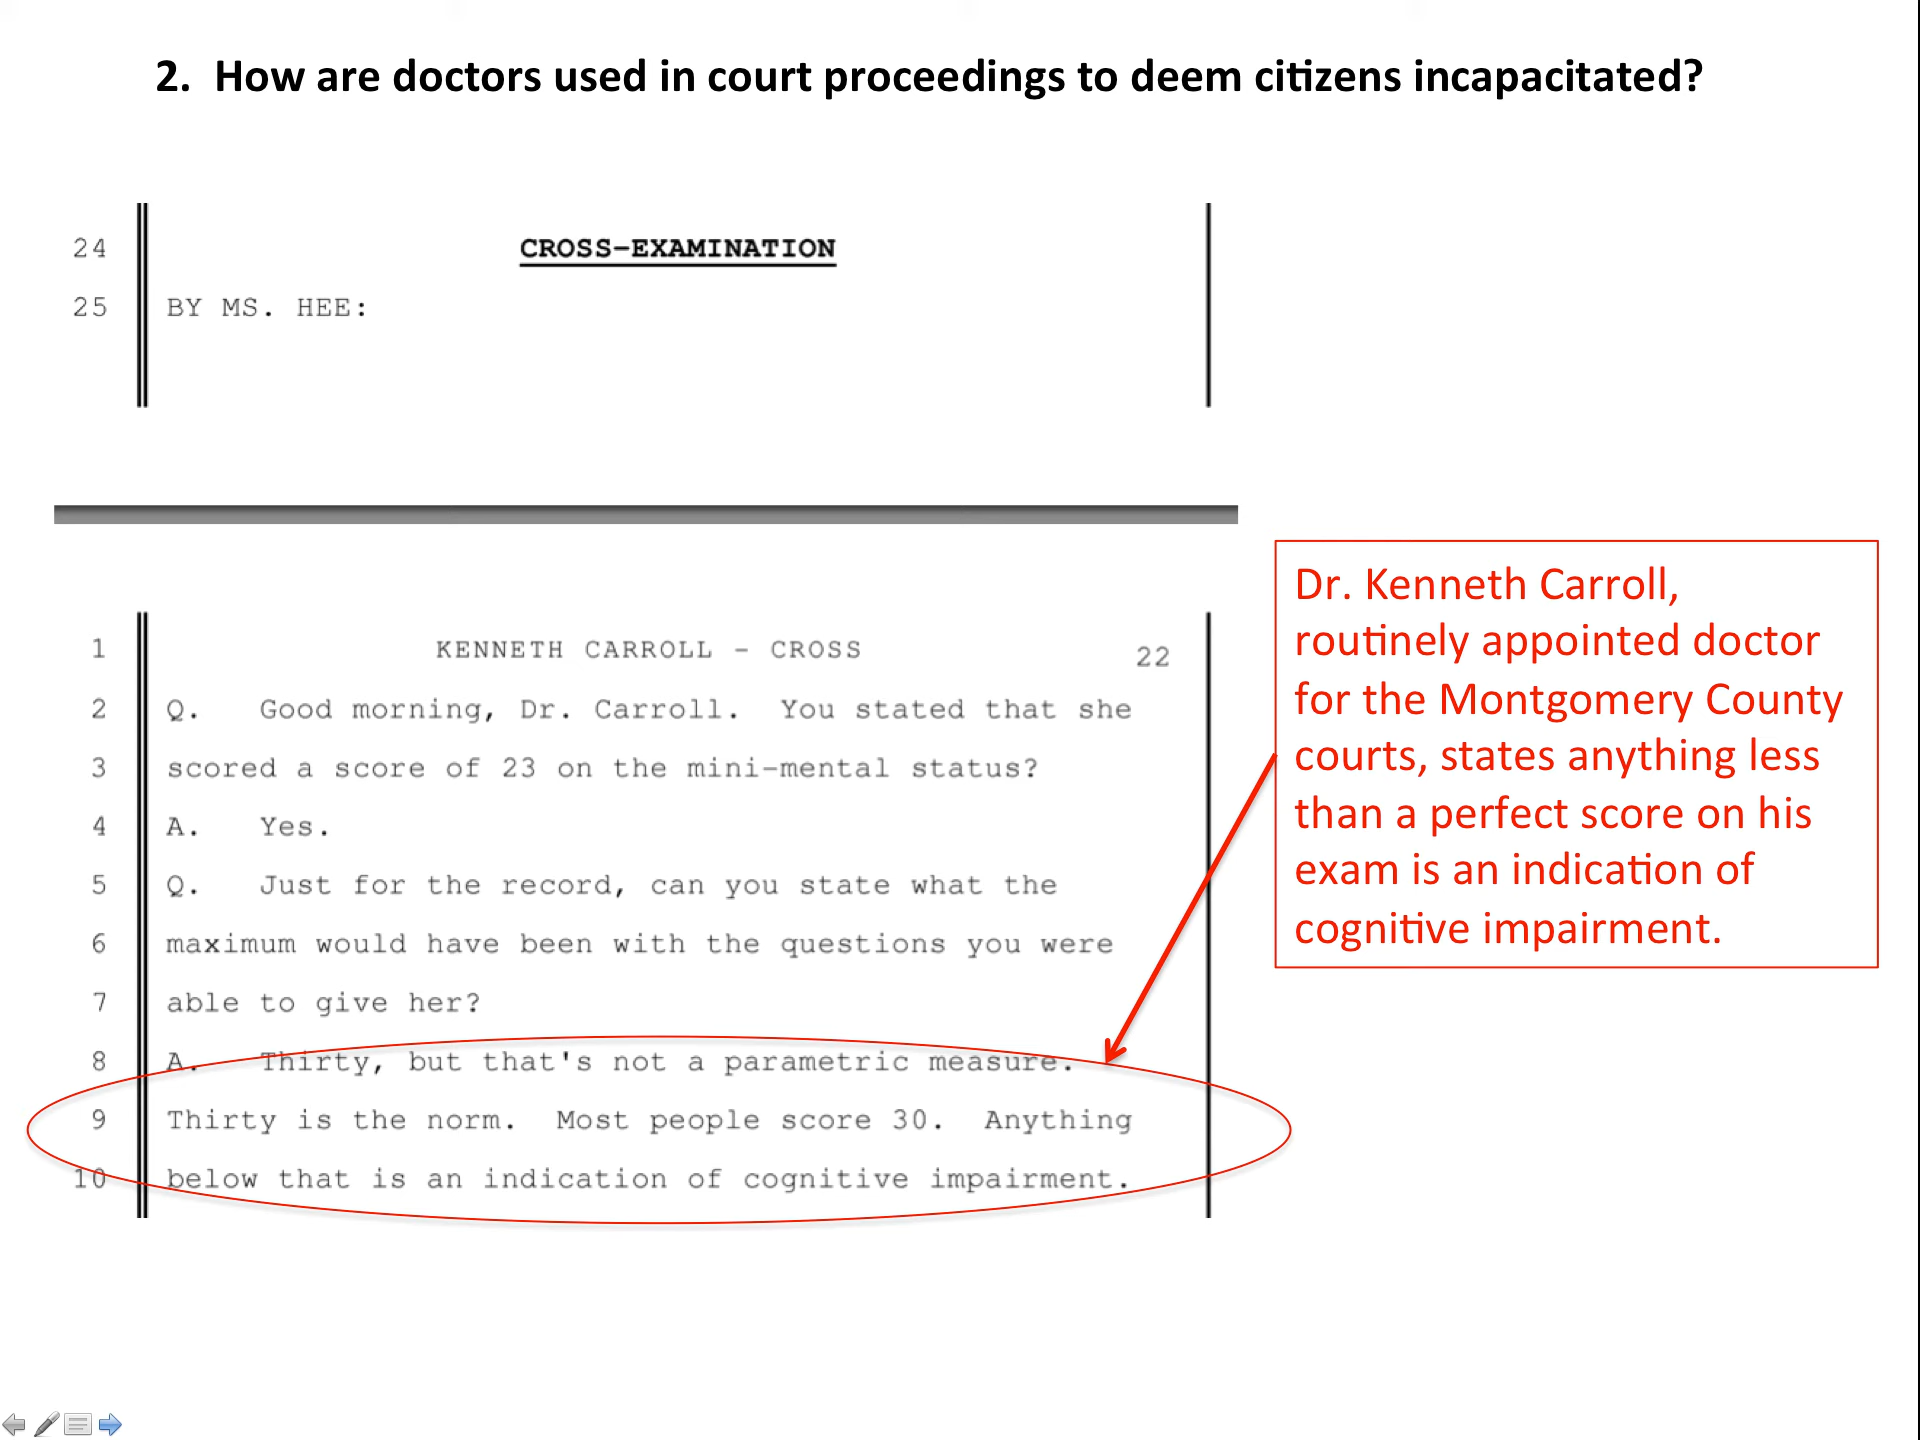 2. How are doctors used in court proceedings to deem citizens incapacitated?
24 CROSS-EXAMINATION
25 BY MS. HEE:
1 KENNETH CARROLL - CROSS 22
2 Q. Good morning, Dr. Carroll. You stated that she
3 scored a score of 23 on the mini-mental status?
4 A. Yes.
5 Q. Just for the record, can you state what the
6 maximum would have been with the questions you were
7 able to give her?
8 A. Thirty, but that's not a parametric measure.
9 Thirty is the norm. Most people score 30. Anything
10 below that is an indication of cognitive impairment.
Dr. Kenneth Carroll,
routinely appointed doctor
for the Montgomery County
courts, states anything less
than a perfect score on his
exam is an indication of
cognitive impairment.